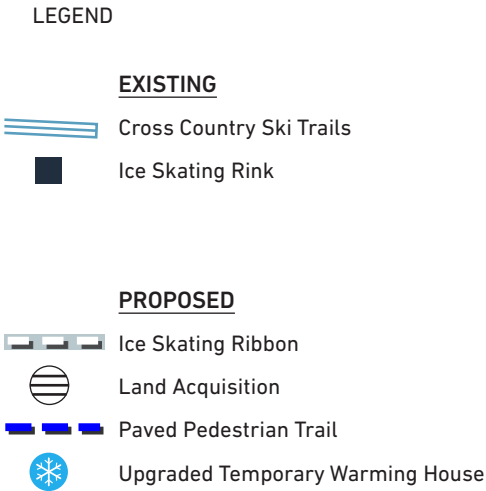 LEGEND
EXISTING
Cross Country Ski Trails
Ice Skating Rink
PROPOSED
Ice Skating Ribbon
Land Acquisition
Paved Pedestrian Trail
Upgraded Temporary Warming House